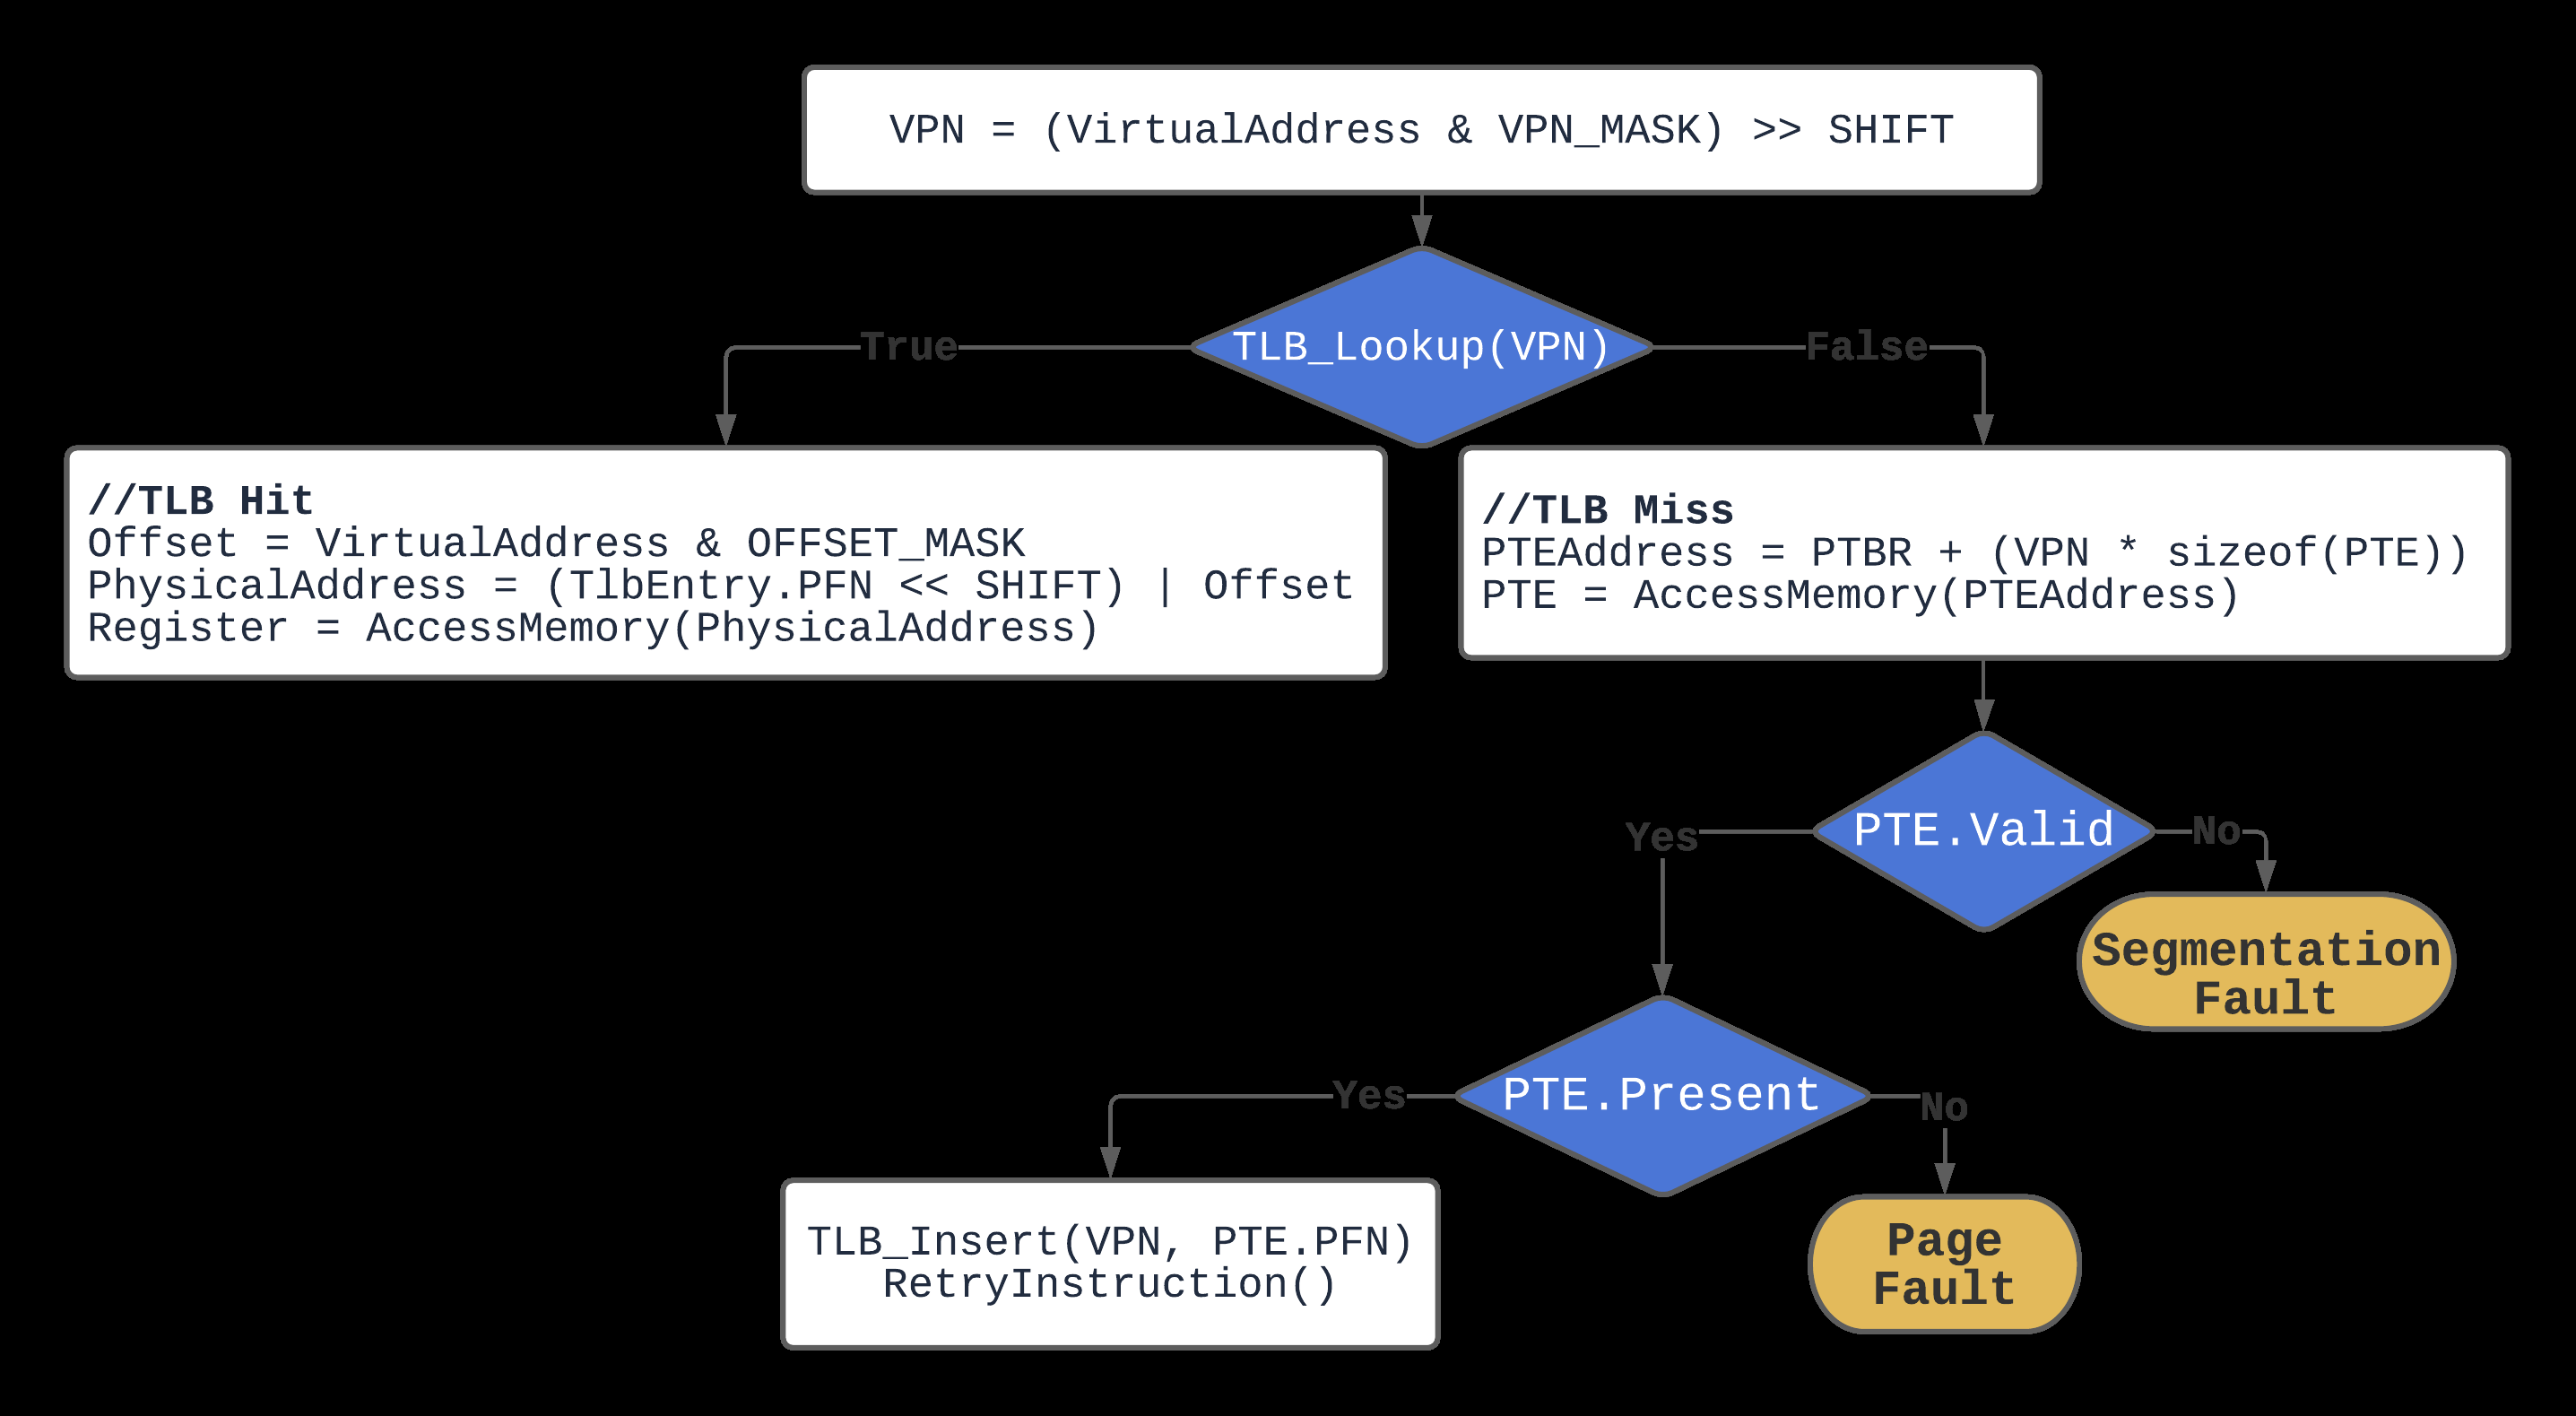 VPN = (VirtualAddress & VPN_MASK) >> SHIFT
TLB_Lookup(VPN)
True
False
//TLB Hit
Offset = VirtualAddress & OFFSET_MASK
PhysicalAddress = (TlbEntry.PFN << SHIFT) | Offset
Register = AccessMemory(PhysicalAddress)
//TLB Miss
PTEAddress = PTBR + (VPN * sizeof(PTE))
PTE = AccessMemory(PTEAddress)
PTE.Valid
Yes
No
Segmentation
Fault
PTE.Present
Yes
No
TLB_Insert(VPN, PTE.PFN)
RetryInstruction()
Page
Fault